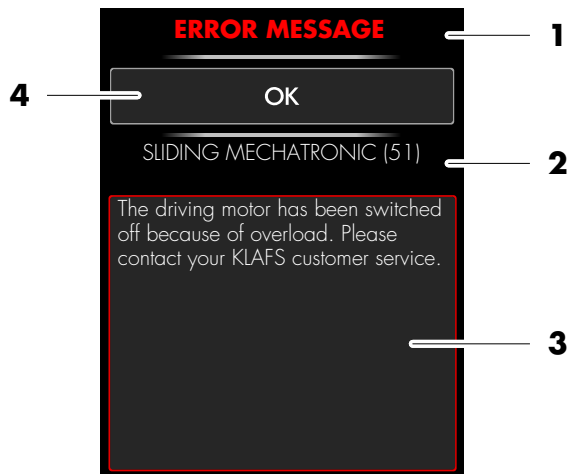 ERROR MESSAGE
1
4
OK
SLIDING MECHATRONIC (51)
2
The driving motor has been switched
off because of overload. Please
contact your KLAFS customer service.
3